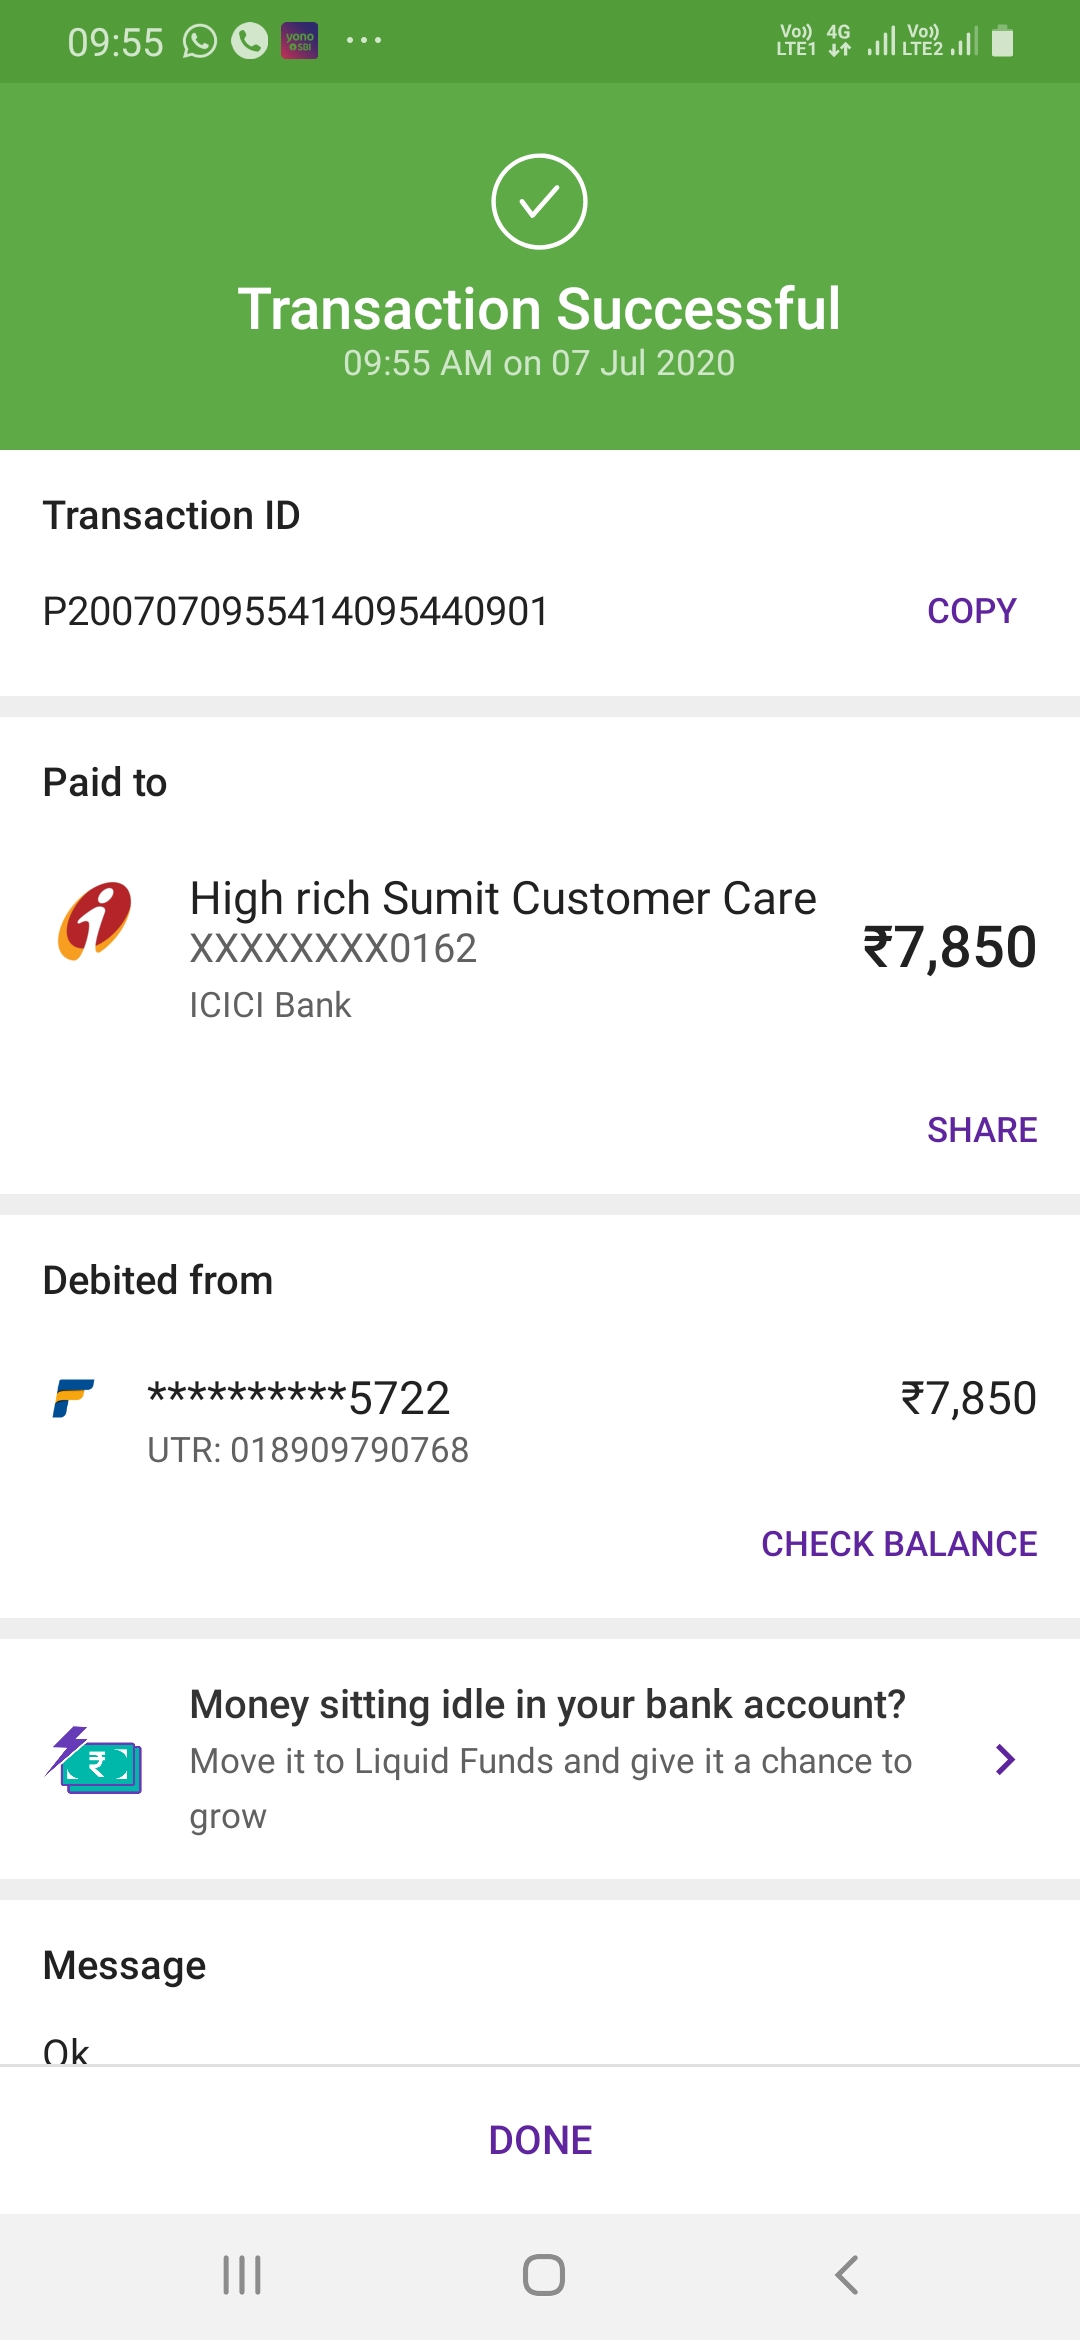 09:55
Vo)) 4G Vo))
LTE1 LTE2
yono
SBI
Transaction Successful
09:55 AM on 07 Jul 2020
Transaction ID
P2007070955414095440901 COPY
Paid to
High rich Sumit Customer Care
XXXXXXXX0162 ₹7,850
ICICI Bank
SHARE
Debited from
**********5722 ₹7,850
UTR: 018909790768
CHECK BALANCE
Money sitting idle in your bank account?
Move it to Liquid Funds and give it a chance to
grow
Message
Ok
DONE